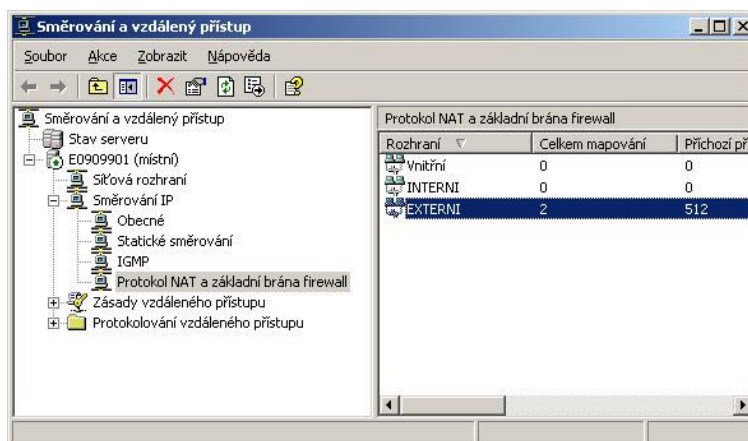 Směrování a vzdálený přístup
Soubor Akce Zobrazit Nápověda
Směrování a vzdálený přístup
Stav serveru
E0909901 (místní)
Síťová rozhraní
Směrování IP
Obecné
Statické směrování
IGMP
Protokol NAT a základní brána firewall
Zásady vzdáleného přístupu
Protokolování vzdáleného přístupu
Protokol NAT a základní brána firewall
Rozhraní Celkem mapování Příchozí př
Vnitřní 0 0
INTERNI 0 0
EXTERNI 2 512